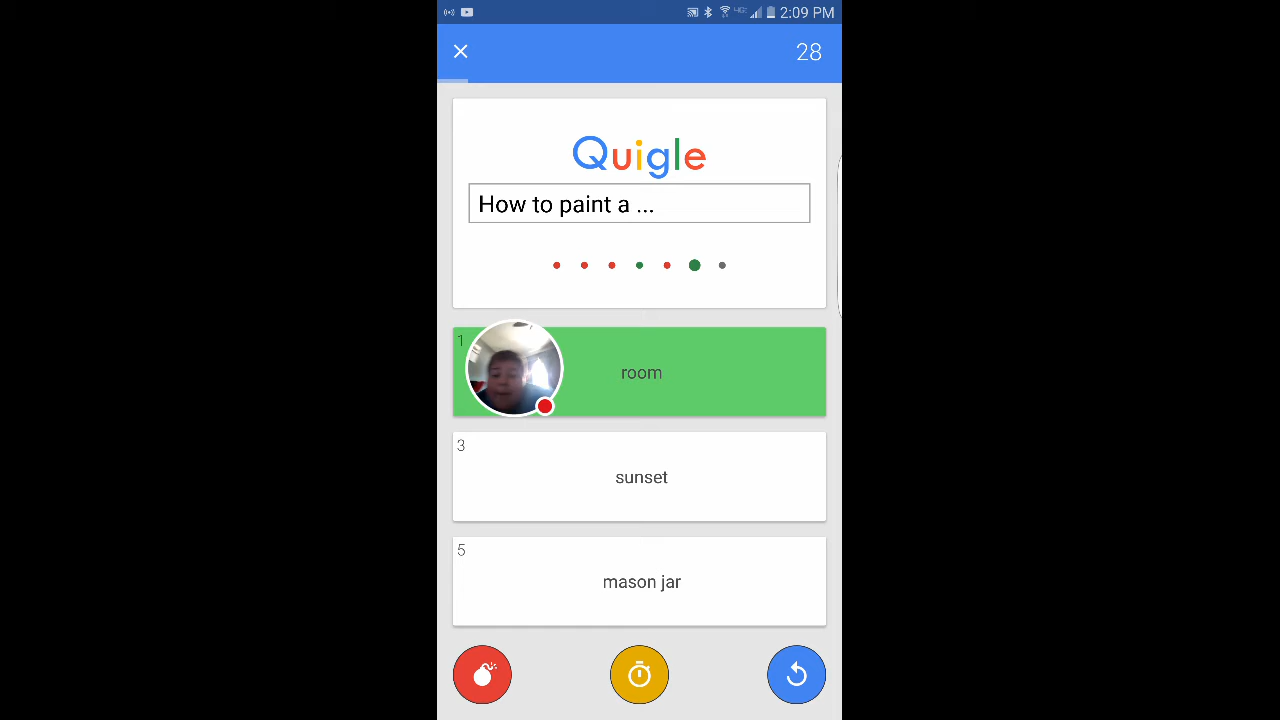 2:09 PM
28
Quigle
How to paint a ...
1
room
3
sunset
5
mason jar